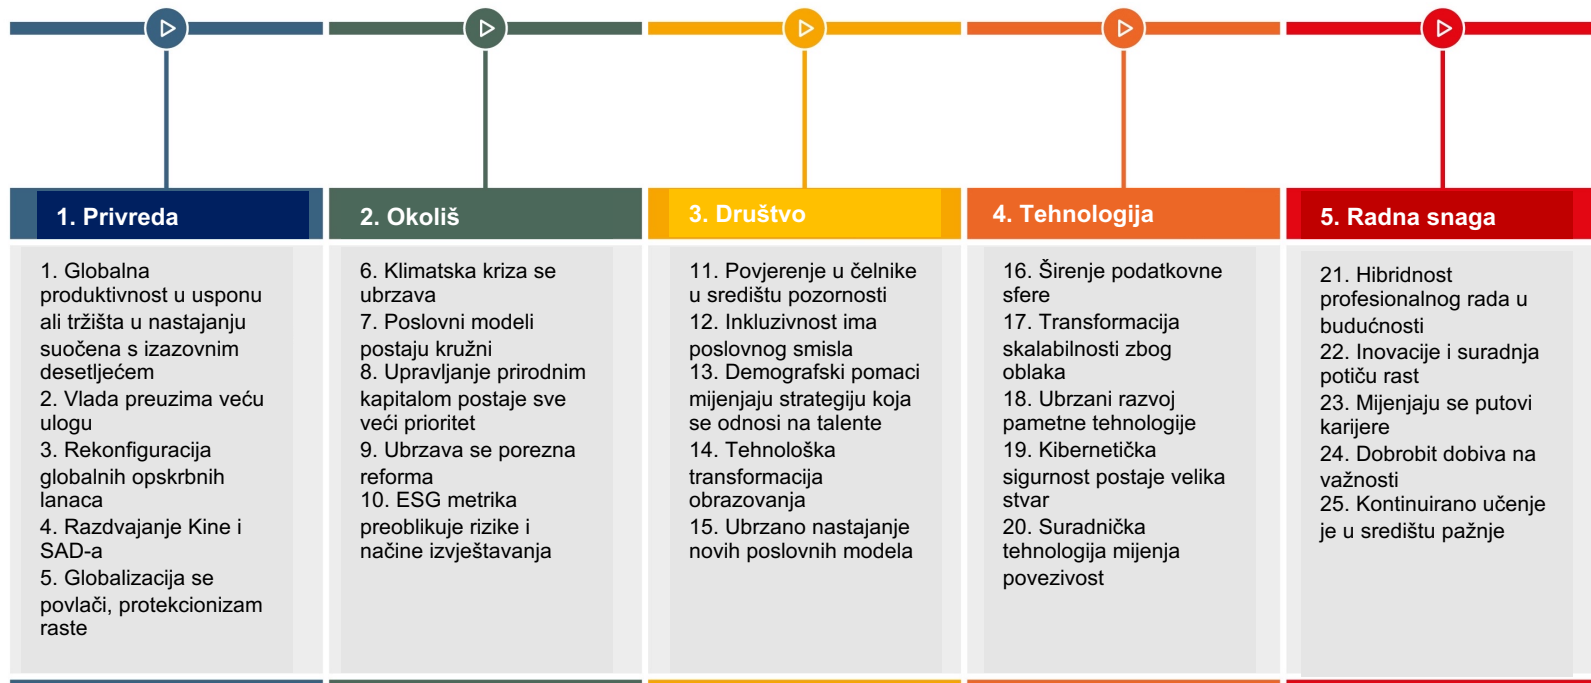 1. Privreda
1. Globalna
produktivnost u usponu
ali tržišta u nastajanju
suočena s izazovnim
desetljećem
2. Vlada preuzima veću
ulogu
3. Rekonfiguracija
globalnih opskrbnih
lanaca
4. Razdvajanje Kine i
SAD-a
5. Globalizacija se
povlači, protekcionizam
raste
2. Okoliš
6. Klimatska kriza se
ubrzava
7. Poslovni modeli
postaju kružni
8. Upravljanje prirodnim
kapitalom postaje sve
veći prioritet
9. Ubrzava se porezna
reforma
10. ESG metrika
preoblikuje rizike i
načine izvještavanja
3. Društvo
11. Povjerenje u čelnike
u središtu pozornosti
12. Inkluzivnost ima
poslovnog smisla
13. Demografski pomaci
mijenjaju strategiju koja
se odnosi na talente
14. Tehnološka
transformacija
obrazovanja
15. Ubrzano nastajanje
novih poslovnih modela
4. Tehnologija
16. Širenje podatkovne
sfere
17. Transformacija
skalabilnosti zbog
oblaka
18. Ubrzani razvoj
pametne tehnologije
19. Kibernetička
sigurnost postaje velika
stvar
20. Suradnička
tehnologija mijenja
povezivost
5. Radna snaga
21. Hibridnost
profesionalnog rada u
budućnosti
22. Inovacije i suradnja
potiču rast
23. Mijenjaju se putovi
karijere
24. Dobrobit dobiva na
važnosti
25. Kontinuirano učenje
je u središtu pažnje